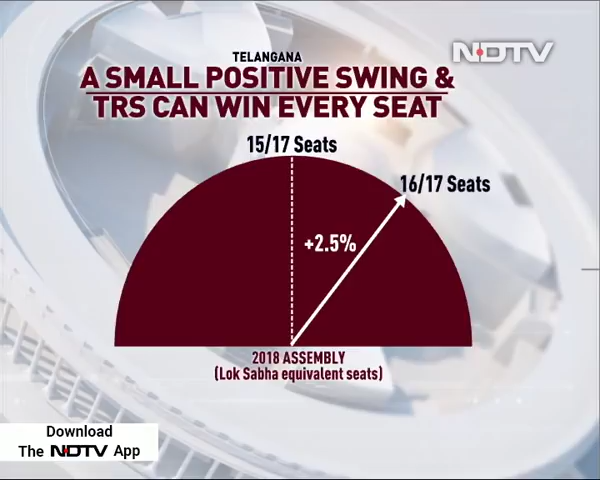 NDTV
TELANGANA
A SMALL POSITIVE SWING &
TRS CAN WIN EVERY SEAT
15/17 Seats
16/17 Seats
+2.5%
2018 ASSEMBLY
(Lok Sabha equivalent seats)
Download
The NDTV App